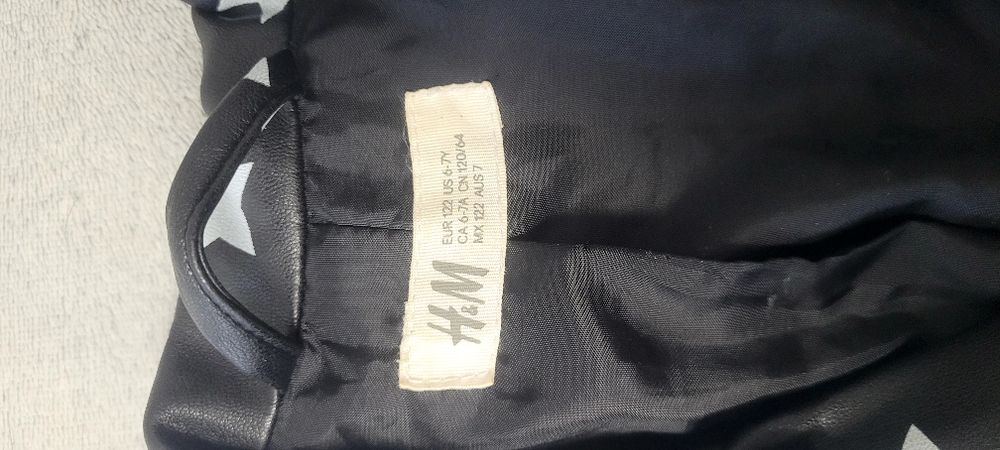 H&M
EUR 122 US 6-7Y
CA 6-7A CN 120/64
MX 122 AUS 7